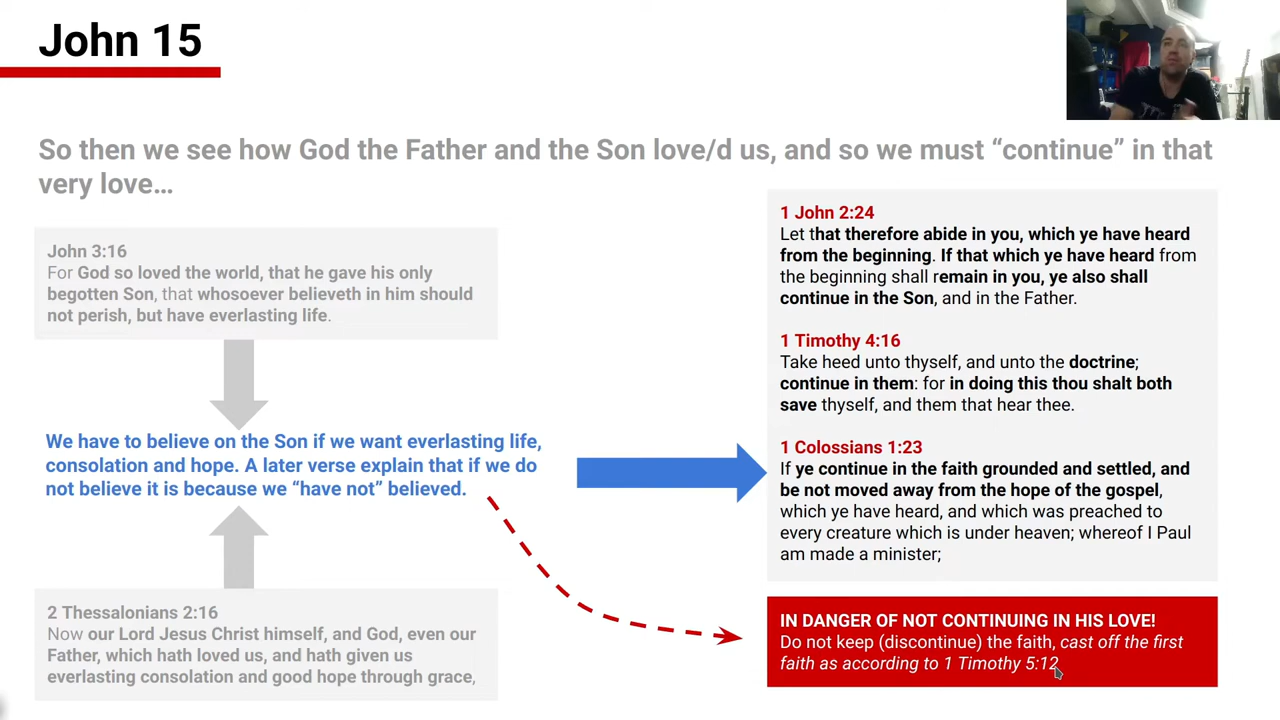 John 15
So then we see how God the Father and the Son love/d us, and so we must “continue” in that
very love…
John 3:16
For God so loved the world, that he gave his only
begotten Son, that whosoever believeth in him should
not perish, but have everlasting life.
We have to believe on the Son if we want everlasting life,
consolation and hope. A later verse explain that if we do
not believe it is because we “have not” believed.
2 Thessalonians 2:16
Now our Lord Jesus Christ himself, and God, even our
Father, which hath loved us, and hath given us
everlasting consolation and good hope through grace,
1 John 2:24
Let that therefore abide in you, which ye have heard
from the beginning. If that which ye have heard from
the beginning shall remain in you, ye also shall
continue in the Son, and in the Father.
1 Timothy 4:16
Take heed unto thyself, and unto the doctrine;
continue in them: for in doing this thou shalt both
save thyself, and them that hear thee.
1 Colossians 1:23
If ye continue in the faith grounded and settled, and
be not moved away from the hope of the gospel,
which ye have heard, and which was preached to
every creature which is under heaven; whereof I Paul
am made a minister;
IN DANGER OF NOT CONTINUING IN HIS LOVE!
Do not keep (discontinue) the faith, cast off the first
faith as according to 1 Timothy 5:12